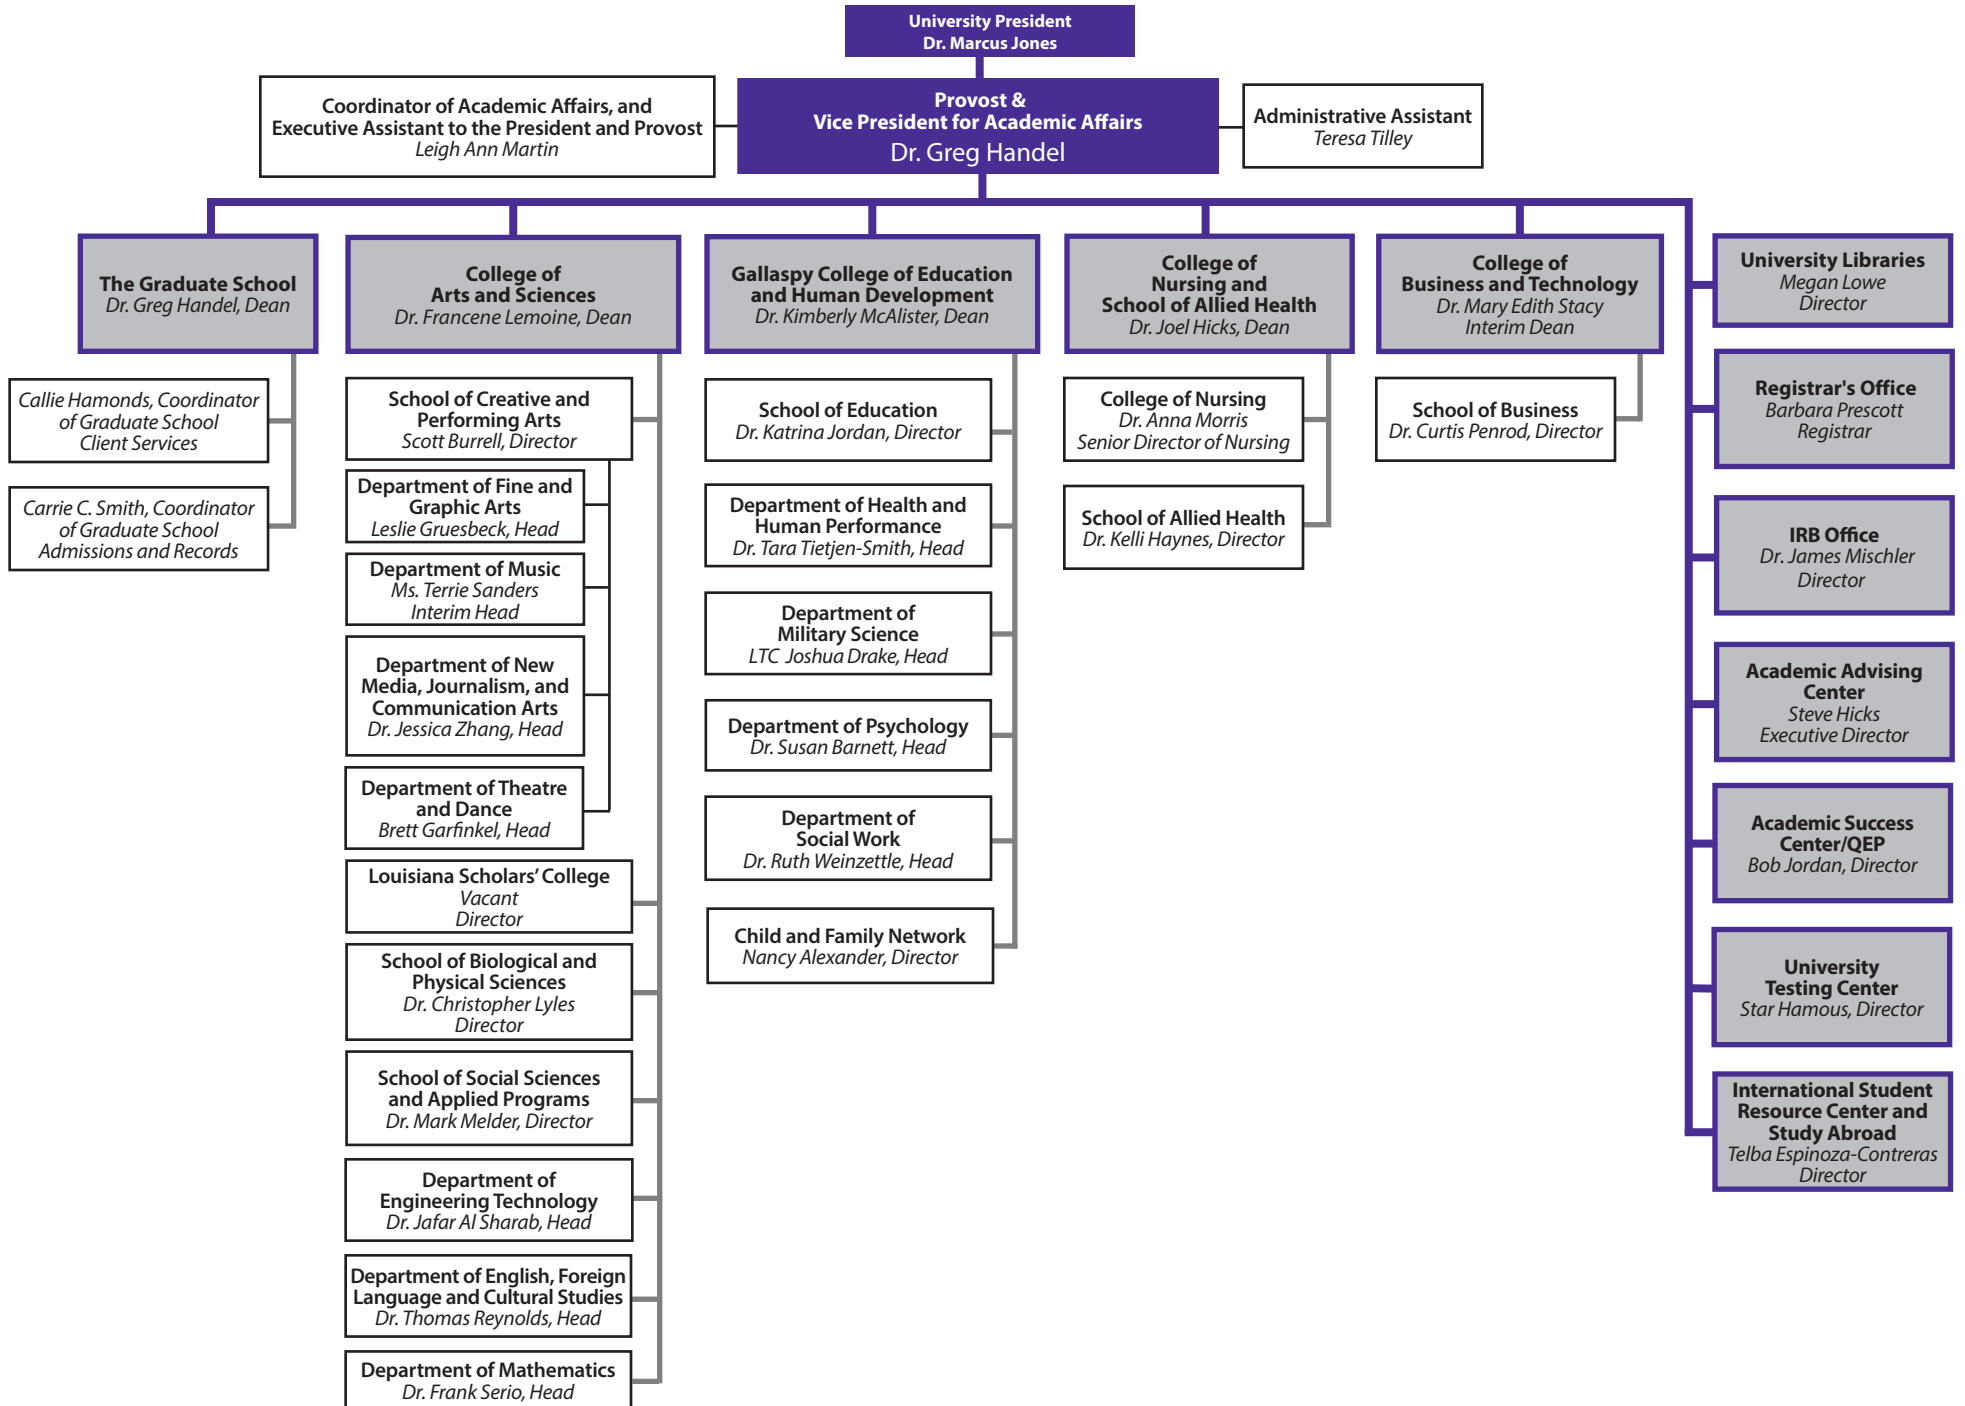 University President
Dr. Marcus Jones
Coordinator of Academic Affairs, and
Executive Assistant to the President and Provost
Leigh Ann Martin
Provost &
Vice President for Academic Affairs
Dr. Greg Handel
Administrative Assistant
Teresa Tilley
The Graduate School
Dr. Greg Handel, Dean
Callie Hamonds, Coordinator
of Graduate School
Client Services
Carrie C. Smith, Coordinator
of Graduate School
Admissions and Records
College of
Arts and Sciences
Dr. Francene Lemoine, Dean
School of Creative and
Performing Arts
Scott Burrell, Director
Department of Fine and
Graphic Arts
Leslie Gruesbeck, Head
Department of Music
Ms. Terrie Sanders
Interim Head
Department of New
Media, Journalism, and
Communication Arts
Dr. Jessica Zhang, Head
Department of Theatre
and Dance
Brett Garfinkel, Head
Louisiana Scholars' College
Vacant
Director
School of Biological and
Physical Sciences
Dr. Christopher Lyles
Director
School of Social Sciences
and Applied Programs
Dr. Mark Melder, Director
Department of
Engineering Technology
Dr. Jafar Al Sharab, Head
Department of English, Foreign
Language and Cultural Studies
Dr. Thomas Reynolds, Head
Department of Mathematics
Dr. Frank Serio, Head
Gallaspy College of Education
and Human Development
Dr. Kimberly McAlister, Dean
School of Education
Dr. Katrina Jordan, Director
Department of Health and
Human Performance
Dr. Tara Tietjen-Smith, Head
Department of
Military Science
LTC Joshua Drake, Head
Department of Psychology
Dr. Susan Barnett, Head
Department of
Social Work
Dr. Ruth Weinzettle, Head
Child and Family Network
Nancy Alexander, Director
College of
Nursing and
School of Allied Health
Dr. Joel Hicks, Dean
College of Nursing
Dr. Anna Morris
Senior Director of Nursing
School of Allied Health
Dr. Kelli Haynes, Director
College of
Business and Technology
Dr. Mary Edith Stacy
Interim Dean
School of Business
Dr. Curtis Penrod, Director
University Libraries
Megan Lowe
Director
Registrar's Office
Barbara Prescott
Registrar
IRB Office
Dr. James Mischler
Director
Academic Advising
Center
Steve Hicks
Executive Director
Academic Success
Center/QEP
Bob Jordan, Director
University
Testing Center
Star Hamous, Director
International Student
Resource Center and
Study Abroad
Telba Espinoza-Contreras
Director